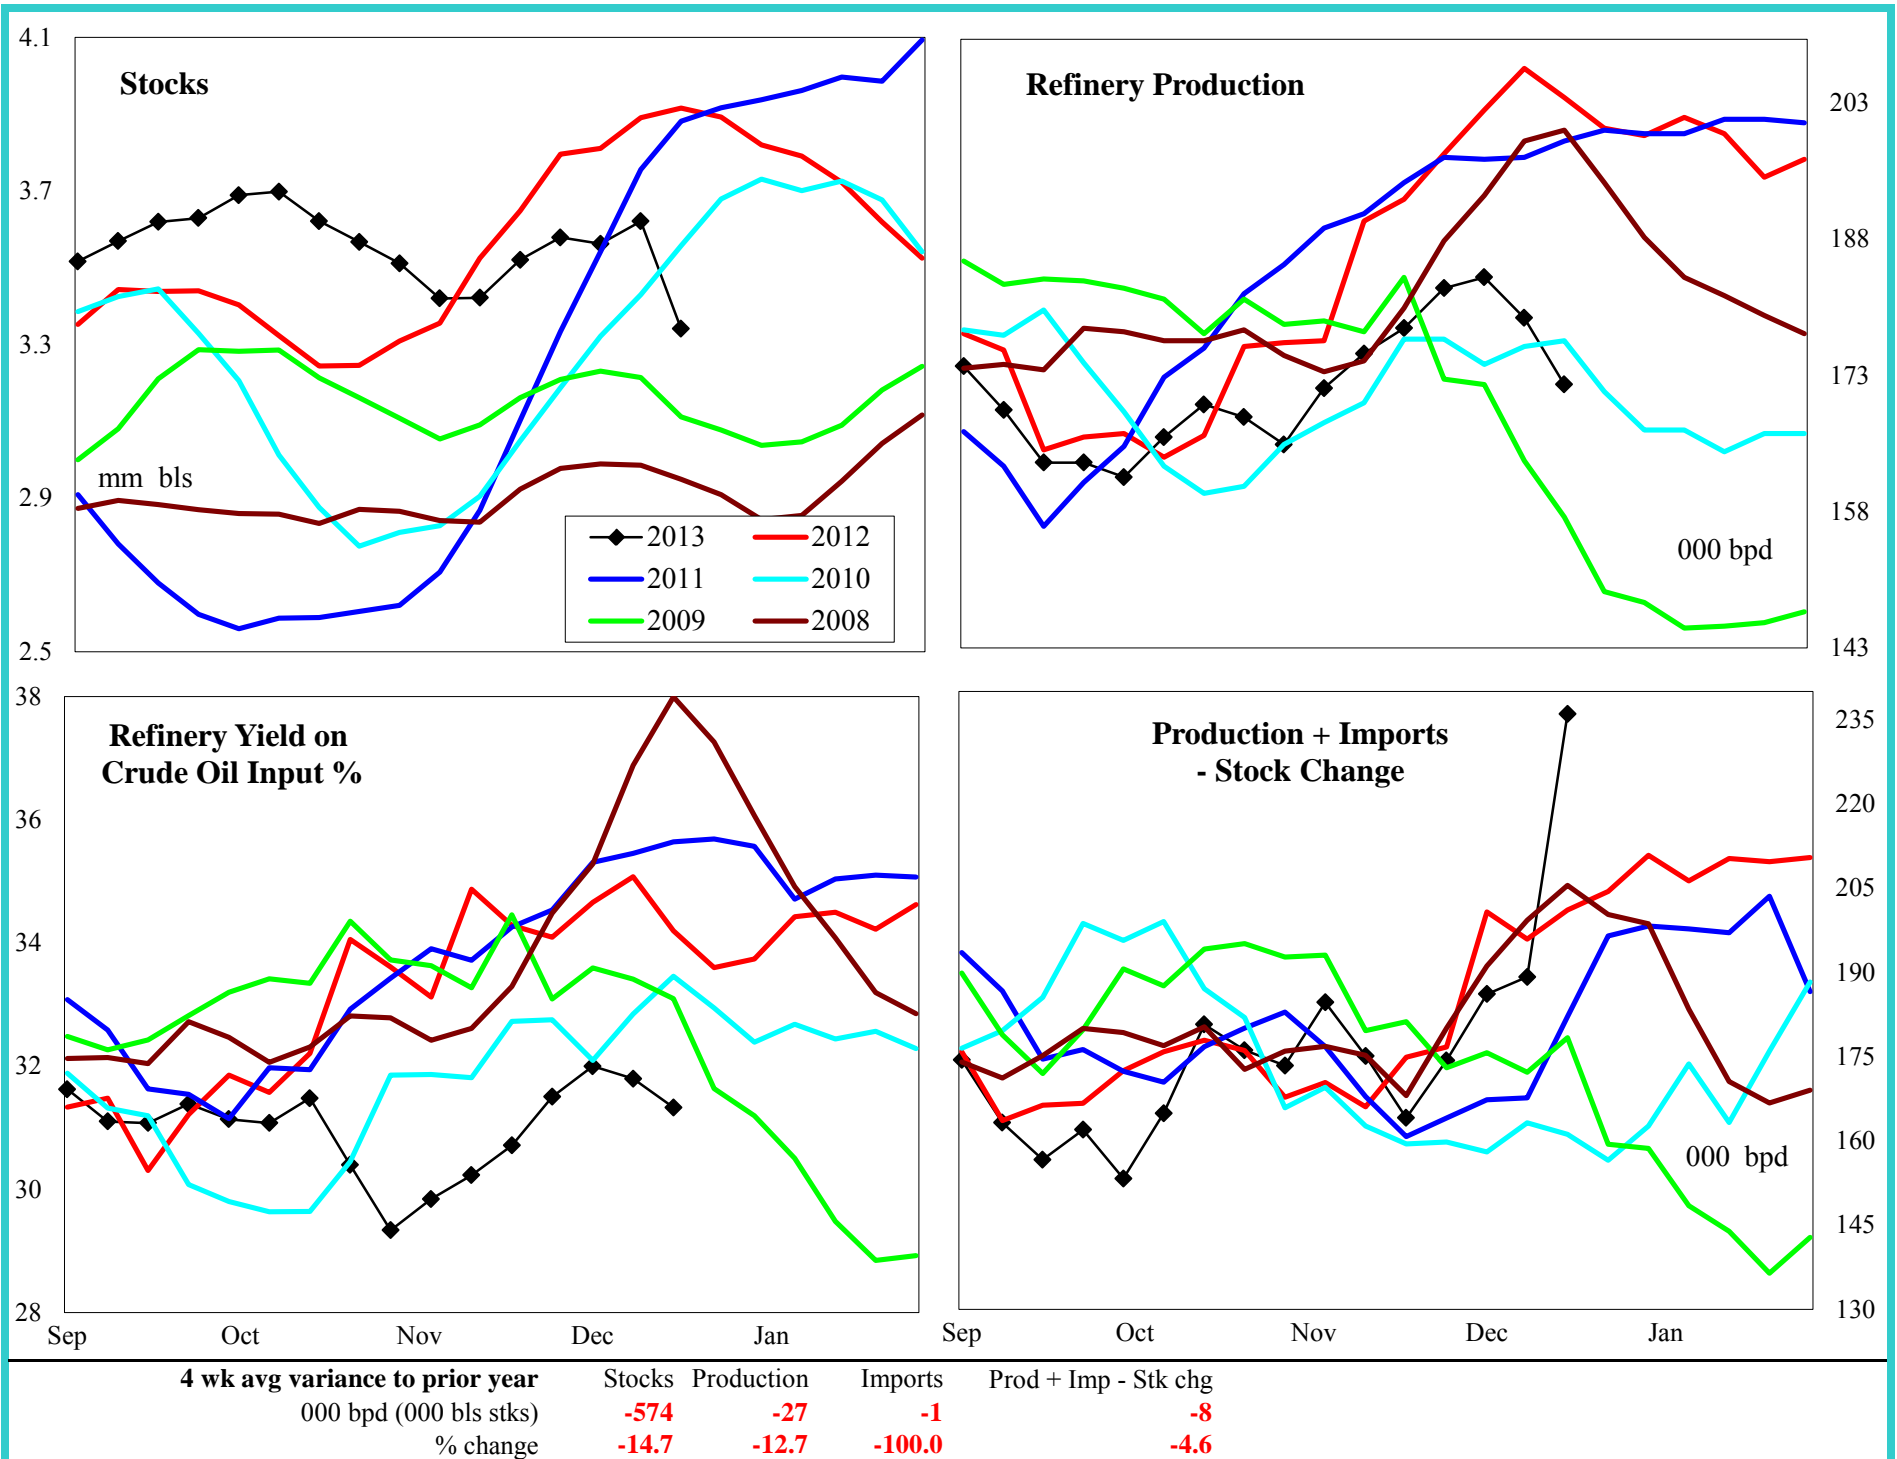 4.1
3.7
3.3
2.9
2.5
Stocks
mm bls
2013 2012
2011 2010
2009 2008
Refinery Production
203
188
173
158
143
000 bpd
38
36
34
32
30
28
Refinery Yield on
Crude Oil Input %
Sep Oct Nov Dec Jan
Production + Imports
- Stock Change
235
220
205
190
175
160
145
130
000 bpd
Sep Oct Nov Dec Jan
4 wk avg variance to prior year Stocks Production Imports Prod + Imp - Stk chg
000 bpd (000 bls stks) -574 -27 -1 -8
% change -14.7 -12.7 -100.0 -4.6